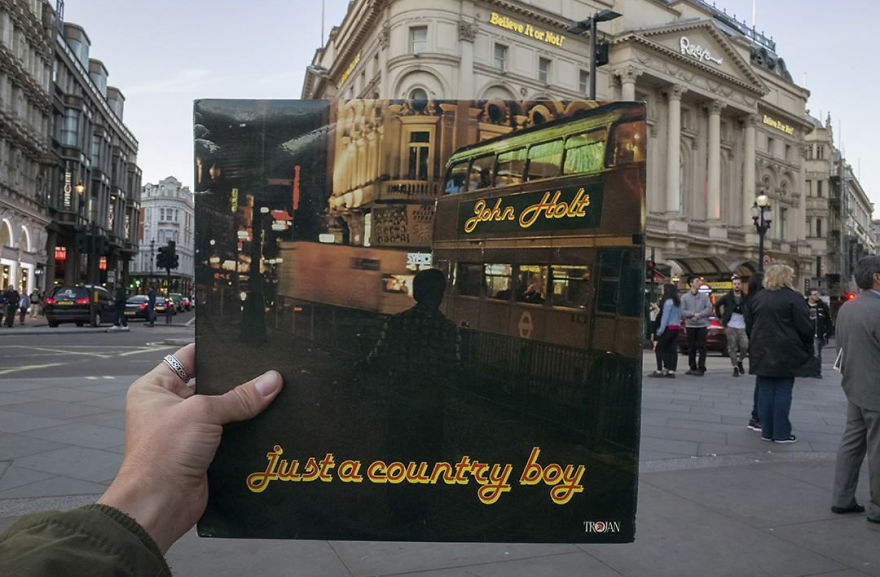 Believe It or Not!
Ripley's
John Holt
just a country boy
TROJAN